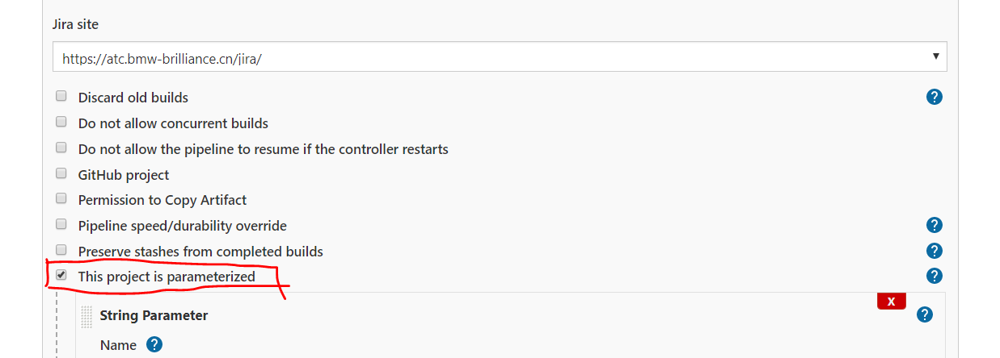 Jira site
https://atc.bmw-brilliance.cn/jira/
Discard old builds
Do not allow concurrent builds
Do not allow the pipeline to resume if the controller restarts
GitHub project
Permission to Copy Artifact
Pipeline speed/durability override
Preserve stashes from completed builds
This project is parameterized
X
String Parameter
Name